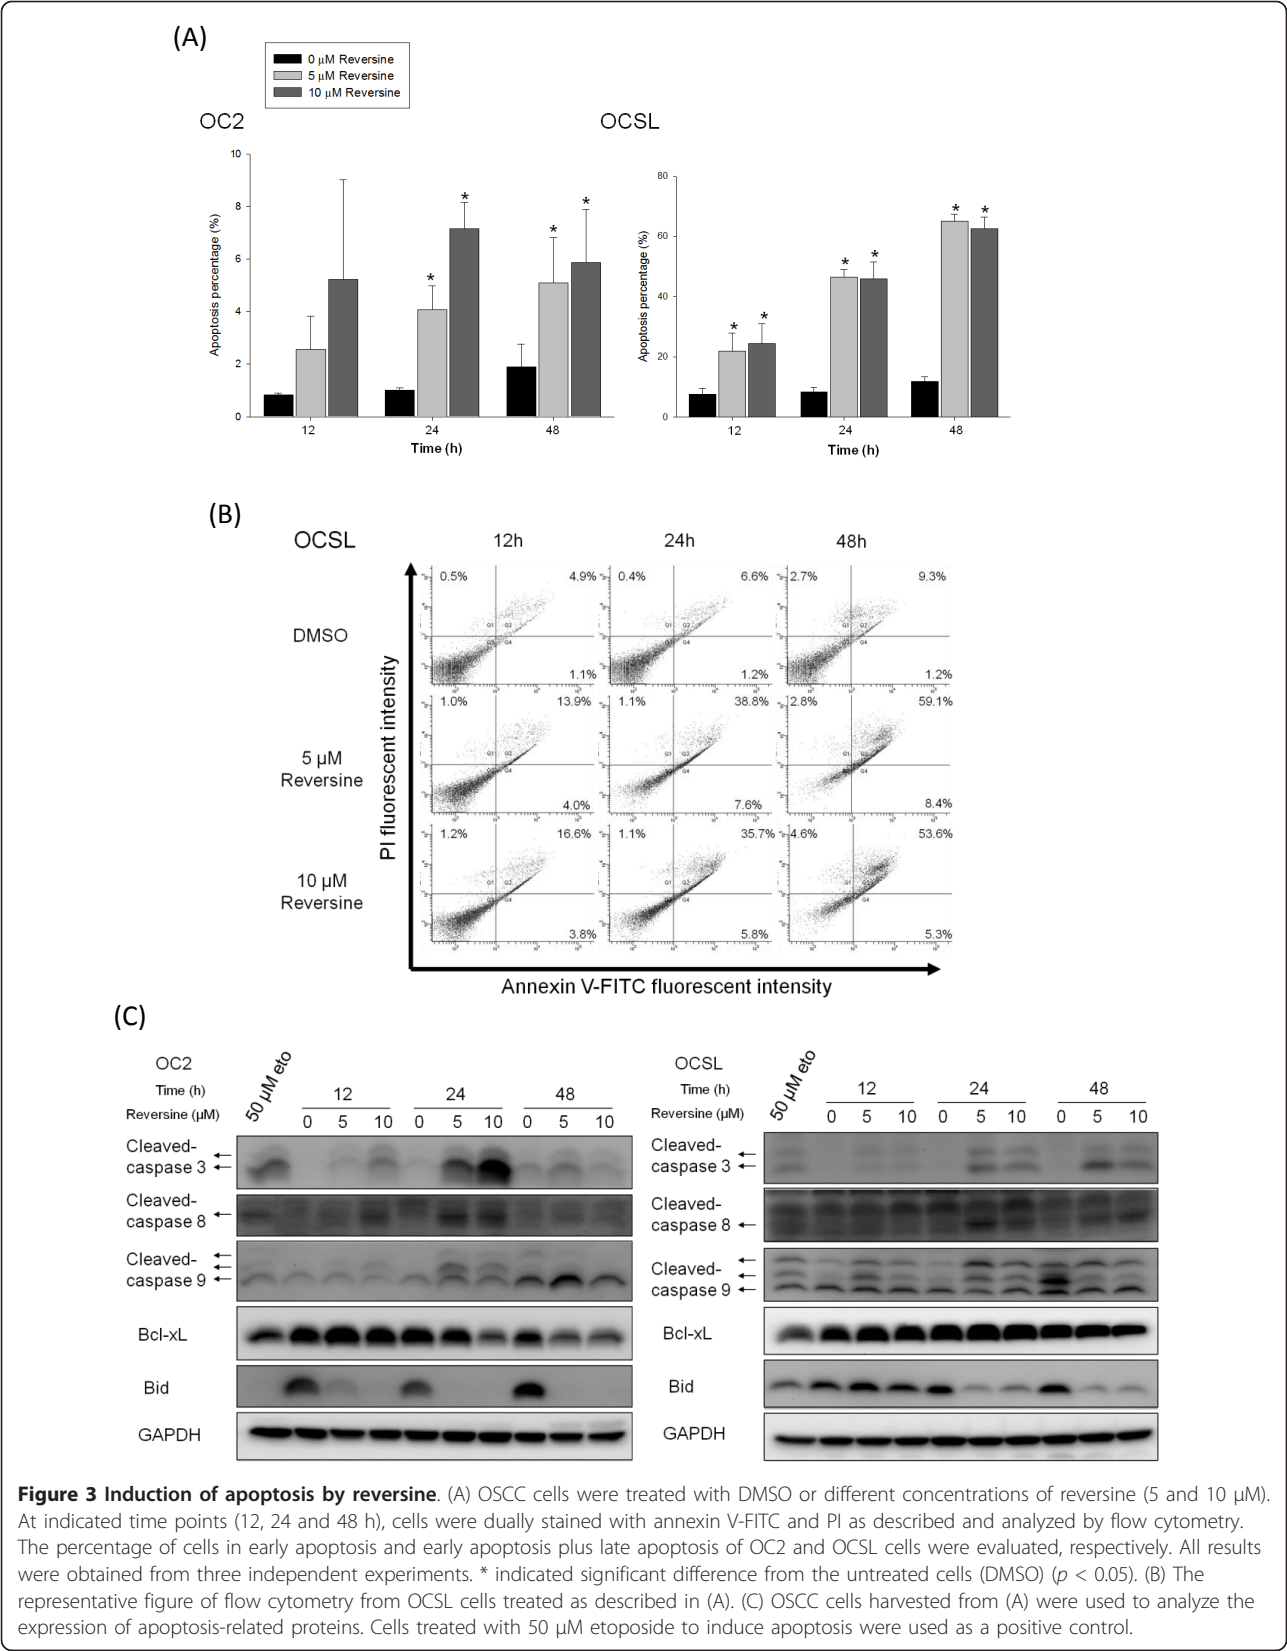 (A)
0 µM Reversine
5 µM Reversine
10 µM Reversine
OC2
OCSL
Apoptosis percentage (%)
10
8
6
4
2
0
12 24 48
Time (h)
Apoptosis percentage (%)
80
60
40
20
0
12 24 48
Time (h)
* * * *
* * * * * *
(B)
OCSL 12h 24h 48h
PI fluorescent intensity
DMSO
0.5% 4.9% 0.4% 6.6% 2.7% 9.3%
Q1 Q2 Q3 Q4
1.1% 1.2% 1.2%
5 µM
Reversine
1.0% 13.9% 1.1% 38.8% 2.8% 59.1%
4.0% 7.6% 8.4%
10 µM
Reversine
1.2% 16.6% 1.1% 35.7% 4.6% 53.6%
3.8% 5.8% 5.3%
Annexin V-FITC fluorescent intensity
(C)
OC2
50 µM eto
Time (h) 12 24 48
Reversine (µM) 0 5 10 0 5 10 0 5 10
Cleaved-
caspase 3
Cleaved-
caspase 8
Cleaved-
caspase 9
Bcl-xL
Bid
GAPDH
OCSL
50 µM eto
Time (h) 12 24 48
Reversine (µM) 0 5 10 0 5 10 0 5 10
Cleaved-
caspase 3
Cleaved-
caspase 8
Cleaved-
caspase 9
Bcl-xL
Bid
GAPDH
Figure 3 Induction of apoptosis by reversine. (A) OSCC cells were treated with DMSO or different concentrations of reversine (5 and 10 µM).
At indicated time points (12, 24 and 48 h), cells were dually stained with annexin V-FITC and PI as described and analyzed by flow cytometry.
The percentage of cells in early apoptosis and early apoptosis plus late apoptosis of OC2 and OCSL cells were evaluated, respectively. All results
were obtained from three independent experiments. * indicated significant difference from the untreated cells (DMSO) (p < 0.05). (B) The
representative figure of flow cytometry from OCSL cells treated as described in (A). (C) OSCC cells harvested from (A) were used to analyze the
expression of apoptosis-related proteins. Cells treated with 50 µM etoposide to induce apoptosis were used as a positive control.